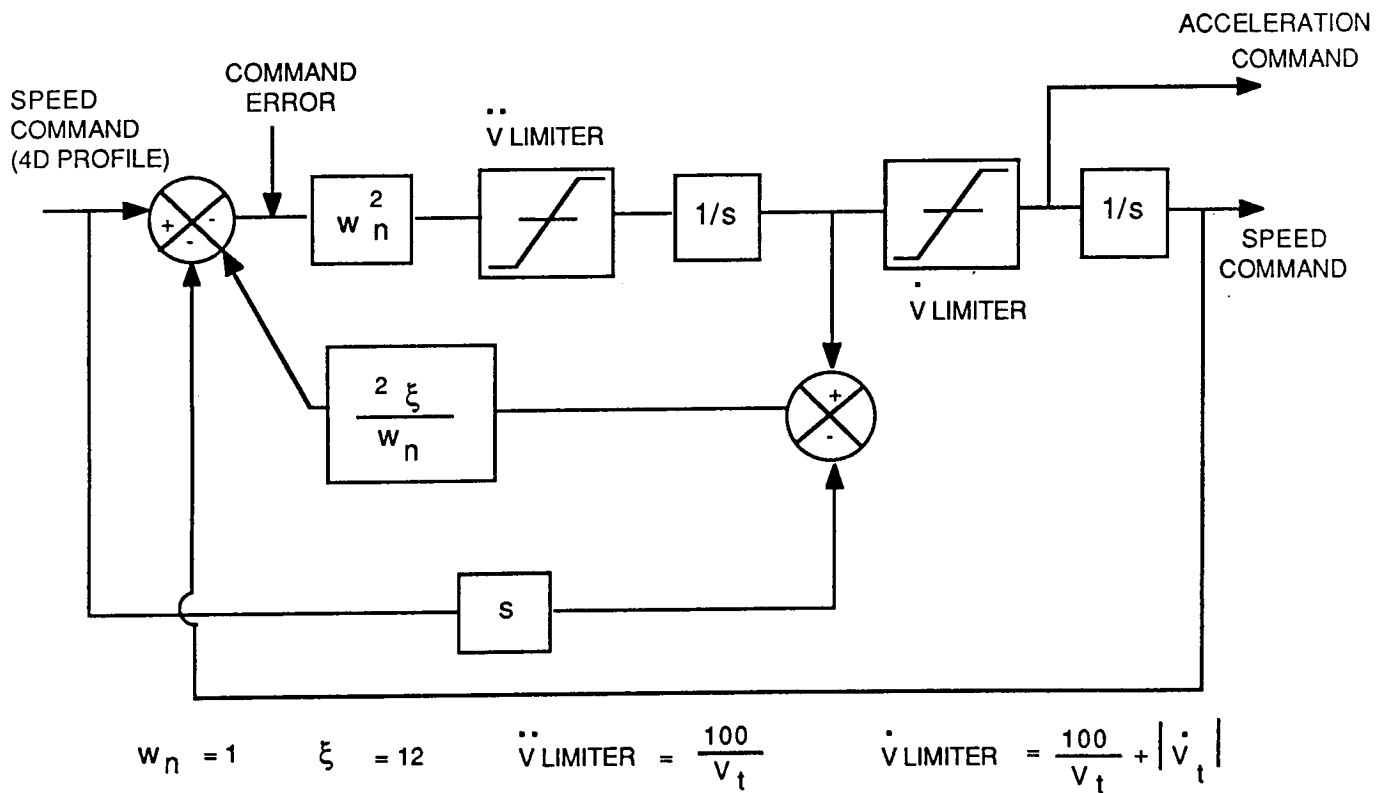 ACCELERATION
COMMAND
COMMAND
ERROR
SPEED
COMMAND
(4D PROFILE)
V̈ LIMITER
+ - -
w n 2
1/s
1/s
SPEED
COMMAND
V̇ LIMITER
2 ξ
w n
+
-
s
w n = 1 ξ = 12 V̈ LIMITER = 100 / V t V̇ LIMITER = 100 / V t + | V̇ t |